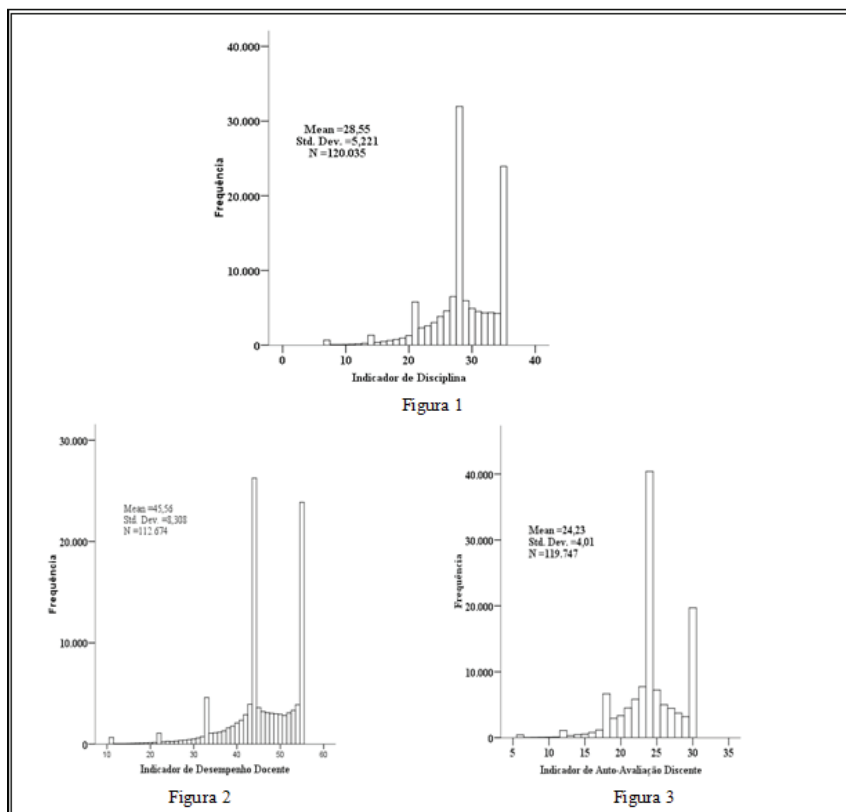 40.000
30.000
20.000
10.000
0
Frequência
Mean =28,55
Std. Dev. =5,221
N =120.035
0 10 20 30 40
Indicador de Disciplina
Figura 1
30.000
20.000
10.000
0
Frequência
Mean =45,56
Std. Dev. =8,308
N =112.674
10 20 30 40 50 60
Indicador de Desempenho Docente
Figura 2
40.000
30.000
20.000
10.000
0
Frequência
Mean =24,23
Std. Dev. =4,01
N =119.747
5 10 15 20 25 30 35
Indicador de Auto-Avaliação Discente
Figura 3